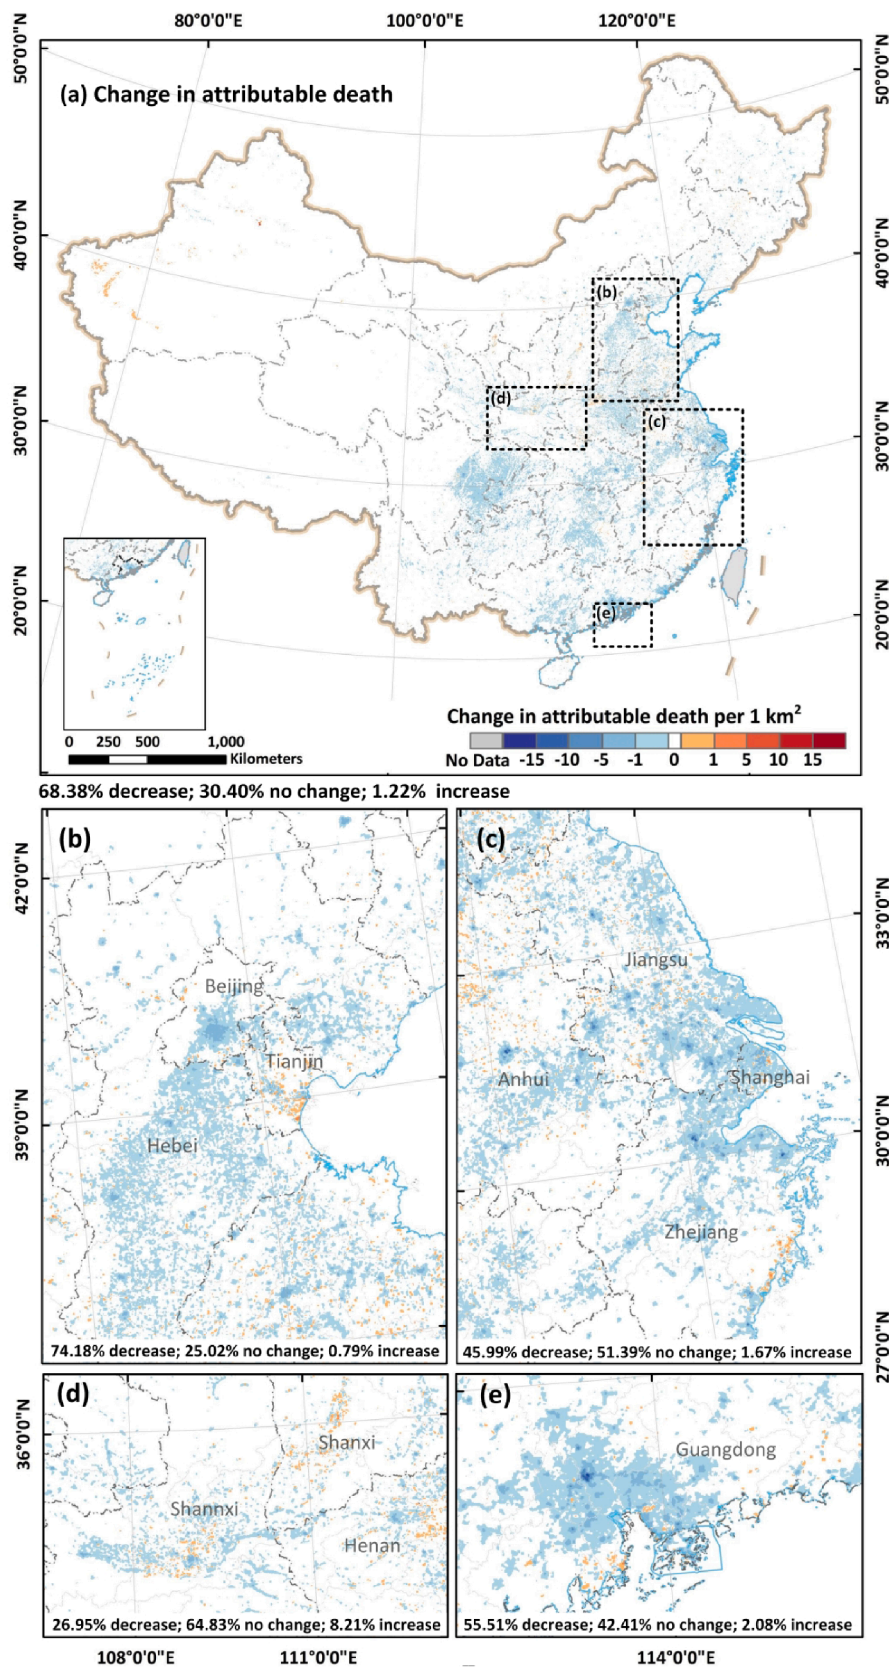 80°0'0"E 100°0'0"E 120°0'0"E
50°0'0"N
50°0'0"N
(a) Change in attributable death
40°0'0"N
40°0'0"N
(b)
(d)
(c)
30°0'0"N
30°0'0"N
(e)
20°0'0"N
20°0'0"N
Change in attributable death per 1 km²
0 250 500 1,000
Kilometers
No Data -15 -10 -5 -1 0 1 5 10 15
68.38% decrease; 30.40% no change; 1.22% increase
(b)
(c)
42°0'0"N
33°0'0"N
Jiangsu
Beijing
Tianjin
Anhui
Shanghai
39°0'0"N
30°0'0"N
Hebei
Zhejiang
27°0'0"N
74.18% decrease; 25.02% no change; 0.79% increase
45.99% decrease; 51.39% no change; 1.67% increase
(d)
(e)
36°0'0"N
Shanxi
Guangdong
Shannxi
Henan
26.95% decrease; 64.83% no change; 8.21% increase
55.51% decrease; 42.41% no change; 2.08% increase
108°0'0"E 111°0'0"E 114°0'0"E